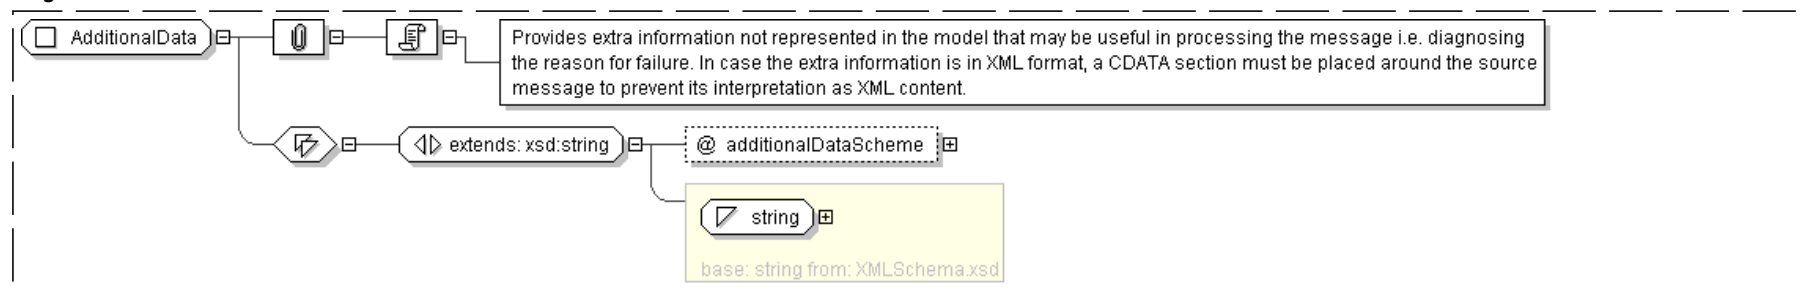 AdditionalData
Provides extra information not represented in the model that may be useful in processing the message i.e. diagnosing
the reason for failure. In case the extra information is in XML format, a CDATA section must be placed around the source
message to prevent its interpretation as XML content.
extends: xsd:string
@ additionalDataScheme
string
base: string from: XMLSchema.xsd